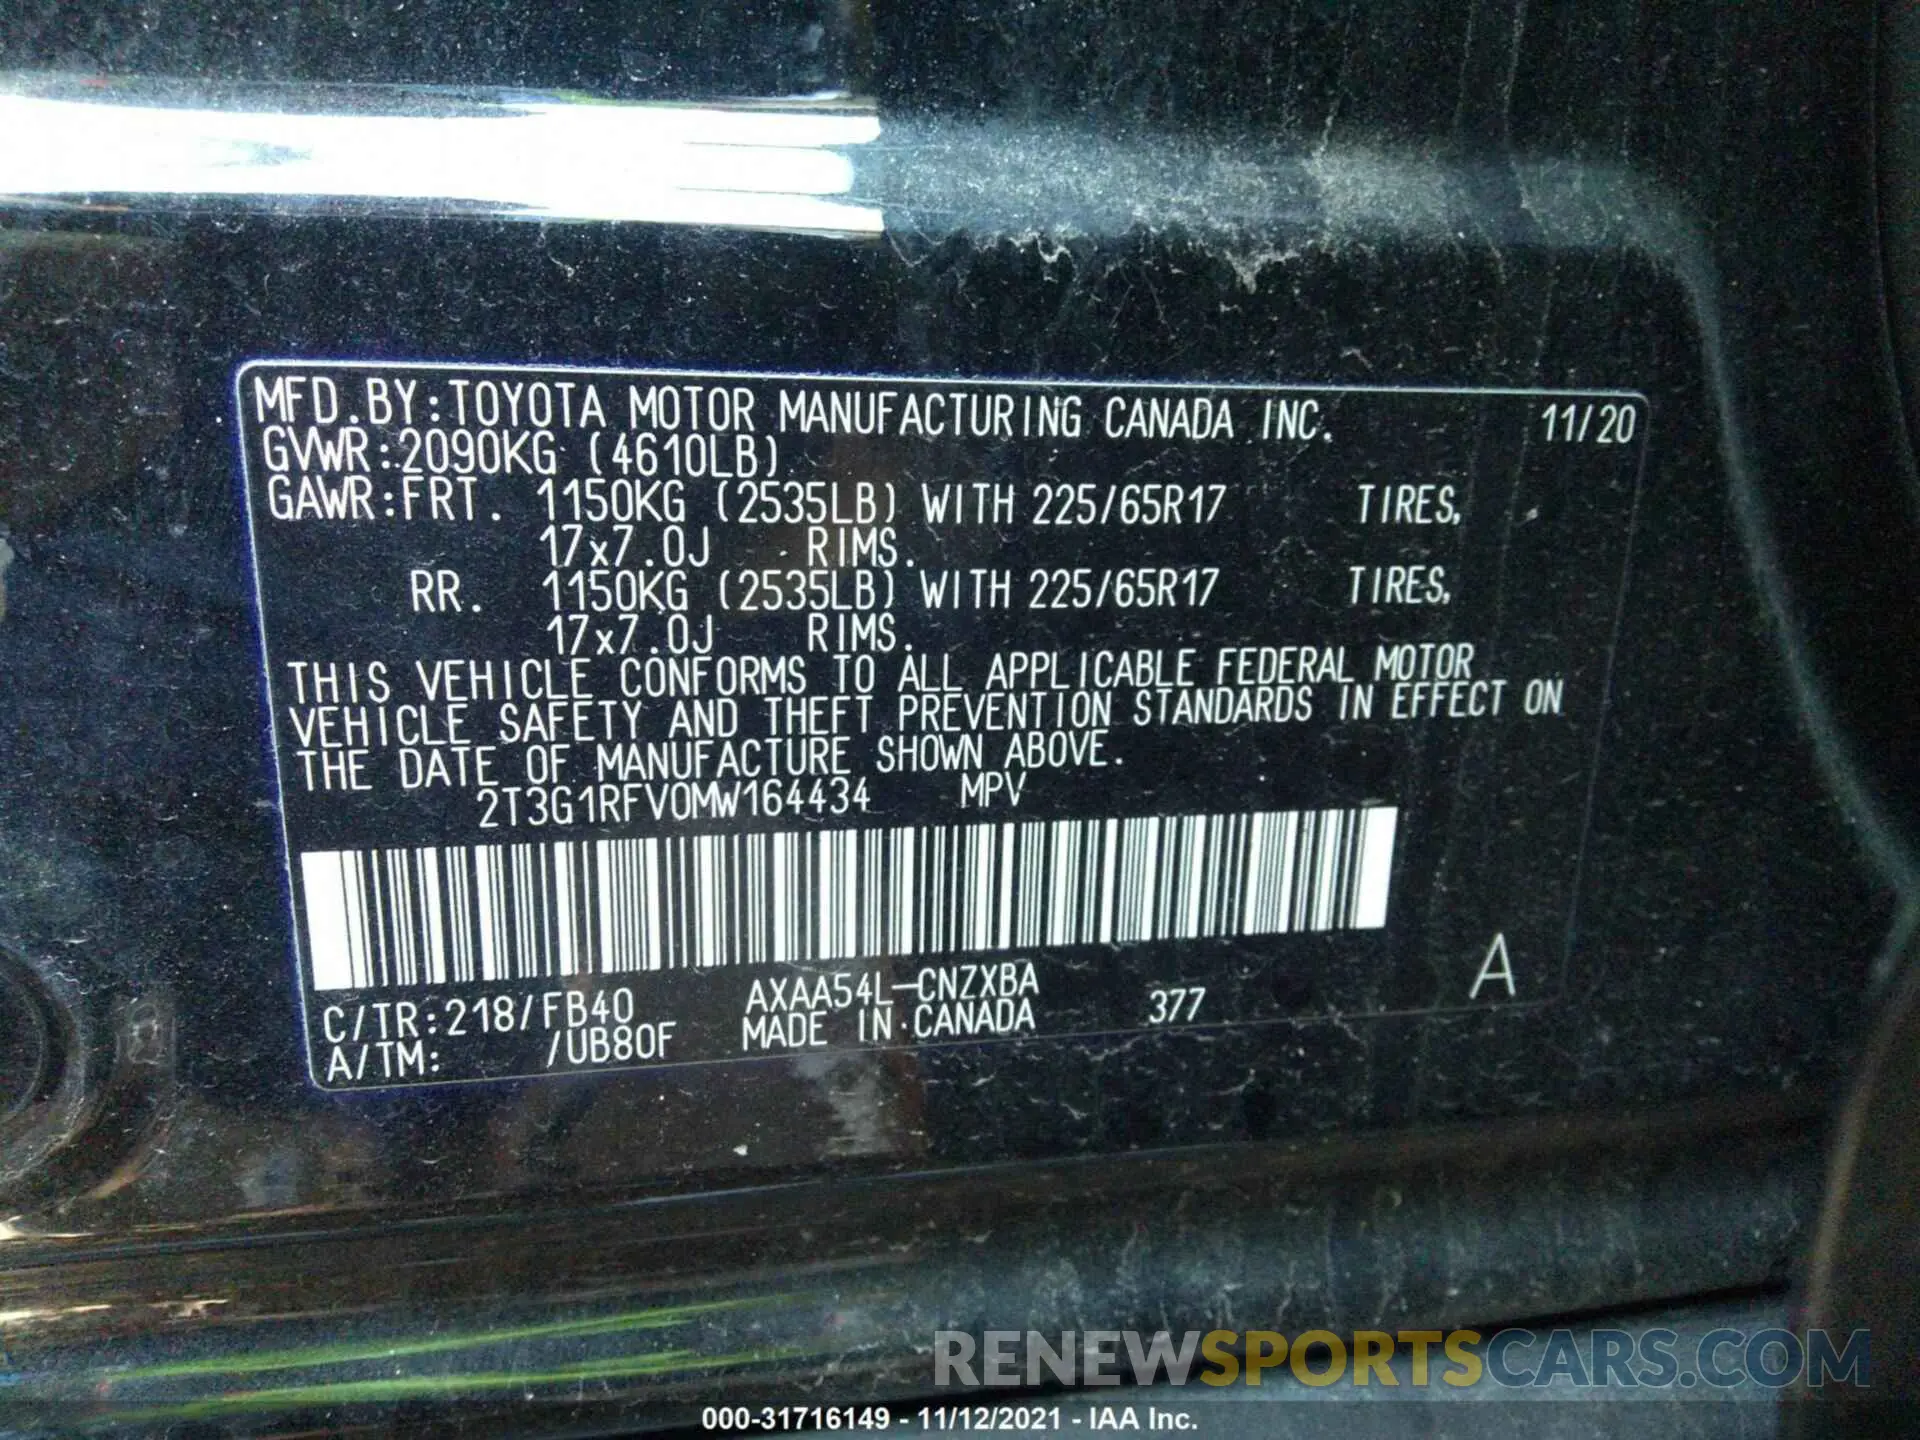 MFD.BY:TOYOTA MOTOR MANUFACTURING CANADA INC. 11/20
GVWR:2090KG (4610LB)
GAWR:FRT. 1150KG (2535LB) WITH 225/65R17 TIRES,
17x7.0J RIMS.
RR. 1150KG (2535LB) WITH 225/65R17 TIRES,
17x7.0J RIMS.
THIS VEHICLE CONFORMS TO ALL APPLICABLE FEDERAL MOTOR
VEHICLE SAFETY AND THEFT PREVENTION STANDARDS IN EFFECT ON
THE DATE OF MANUFACTURE SHOWN ABOVE.
2T3G1RFV0MW164434 MPV
C/TR:218/FB40 AXAA54L-CNZXBA 377 A
A/TM: /UB80F MADE IN CANADA
RENEWSPORTSCARS.COM
000-31716149 - 11/12/2021 - IAA Inc.